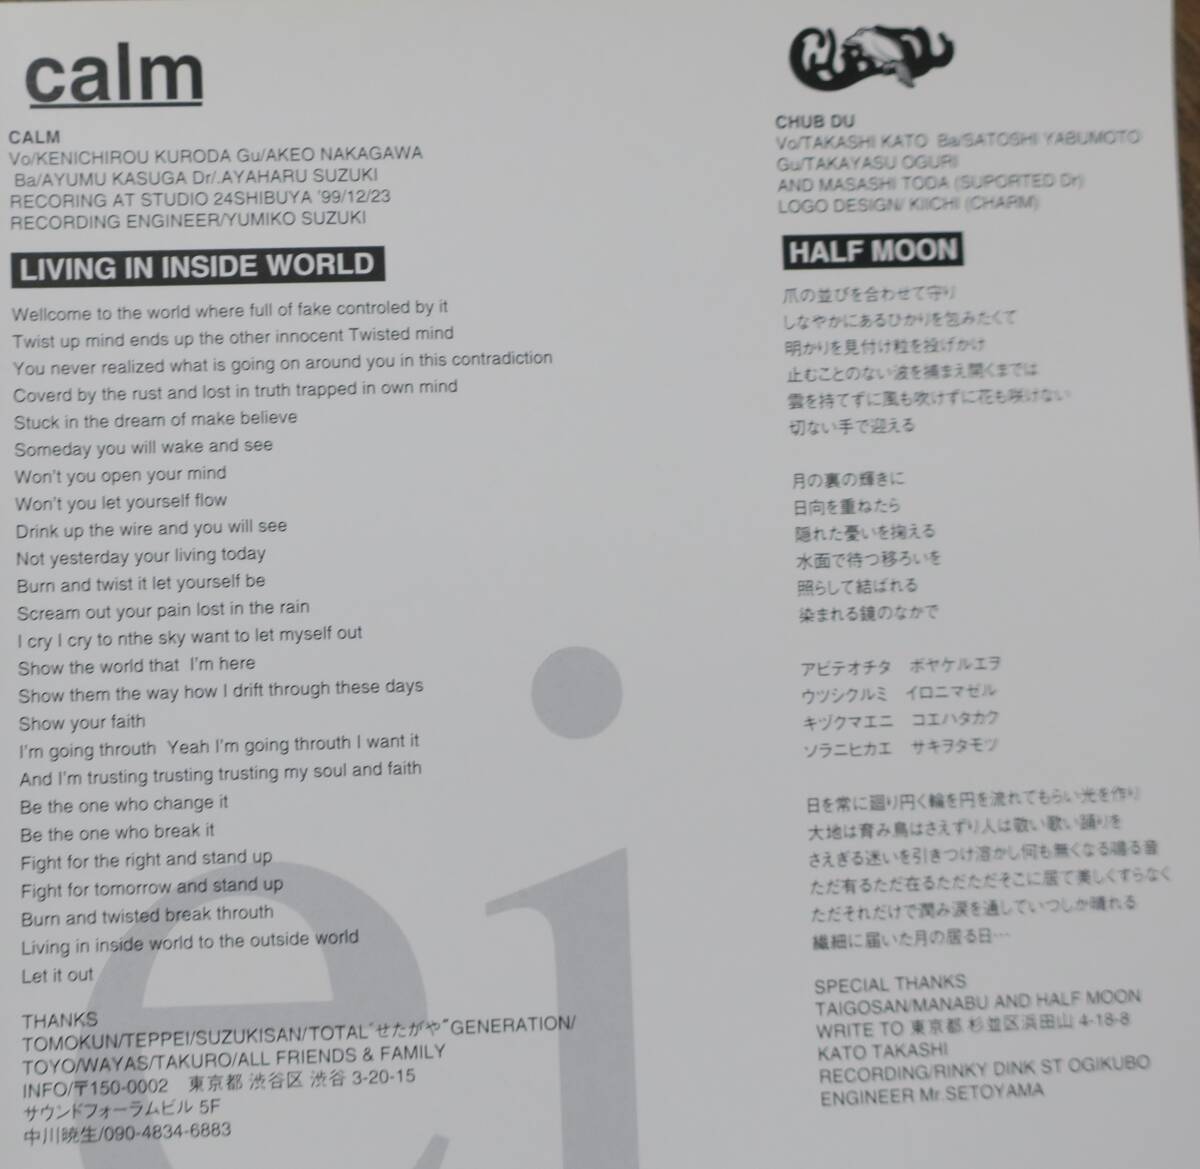 calm
CALM
Vo/KENICHIROU KURODA Gu/AKEO NAKAGAWA
Ba/AYUMU KASUGA Dr/.AYAHARU SUZUKI
RECORING AT STUDIO 24SHIBUYA '99/12/23
RECORDING ENGINEER/YUMIKO SUZUKI
LIVING IN INSIDE WORLD
Wellcome to the world where full of fake controled by it
Twist up mind ends up the other innocent Twisted mind
You never realized what is going on around you in this contradiction
Coverd by the rust and lost in truth trapped in own mind
Stuck in the dream of make believe
Someday you will wake and see
Won't you open your mind
Won't you let yourself flow
Drink up the wire and you will see
Not yesterday your living today
Burn and twist it let yourself be
Scream out your pain lost in the rain
I cry I cry to nthe sky want to let myself out
Show the world that I'm here
Show them the way how I drift through these days
Show your faith
I'm going throuth Yeah I'm going throuth I want it
And I'm trusting trusting trusting my soul and faith
Be the one who change it
Be the one who break it
Fight for the right and stand up
Fight for tomorrow and stand up
Burn and twisted break throuth
Living in inside world to the outside world
Let it out
THANKS
TOMOKUN/TEPPEI/SUZUKISAN/TOTAL"せたがや"GENERATION/
TOYO/WAYAS/TAKURO/ALL FRIENDS & FAMILY
INFO/〒150-0002 東京都 渋谷区 渋谷 3-20-15
サウンドフォーラムビル 5F
中川暁生/090-4834-6883
ei
CHUB DU
CHUB DU
Vo/TAKASHI KATO Ba/SATOSHI YABUMOTO
Gu/TAKAYASU OGURI
AND MASASHI TODA (SUPORTED Dr)
LOGO DESIGN/ KIICHI (CHARM)
HALF MOON
爪の並びを合わせて守り
しなやかにあるひかりを包みたくて
明かりを見付け粒を投げかけ
止むことのない波を捕まえ開くまでは
雲を持てずに風も吹けずに花も咲けない
切ない手で迎える
月の裏の輝きに
日向を重ねたら
隠れた憂いを掬える
水面で待つ移ろいを
照らして結ばれる
染まれる鏡のなかで
アビテオチタ ボヤケルエヲ
ウツシクルミ イロニマゼル
キヅクマエニ コエハタカク
ソラニヒカエ サキヲタモツ
日を常に廻り円く輪を円を流れてもらい光を作り
大地は育み鳥はさえずり人は敬い歌い踊りを
さえぎる迷いを引きつけ溶かし何も無くなる鳴る音
ただ有るただ在るただただそこに居て美しくすらなく
ただそれだけで潤み涙を通していつしか晴れる
繊細に届いた月の居る日…
SPECIAL THANKS
TAIGOSAN/MANABU AND HALF MOON
WRITE TO 東京都 杉並区浜田山 4-18-8
KATO TAKASHI
RECORDING/RINKY DINK ST OGIKUBO
ENGINEER Mr.SETOYAMA